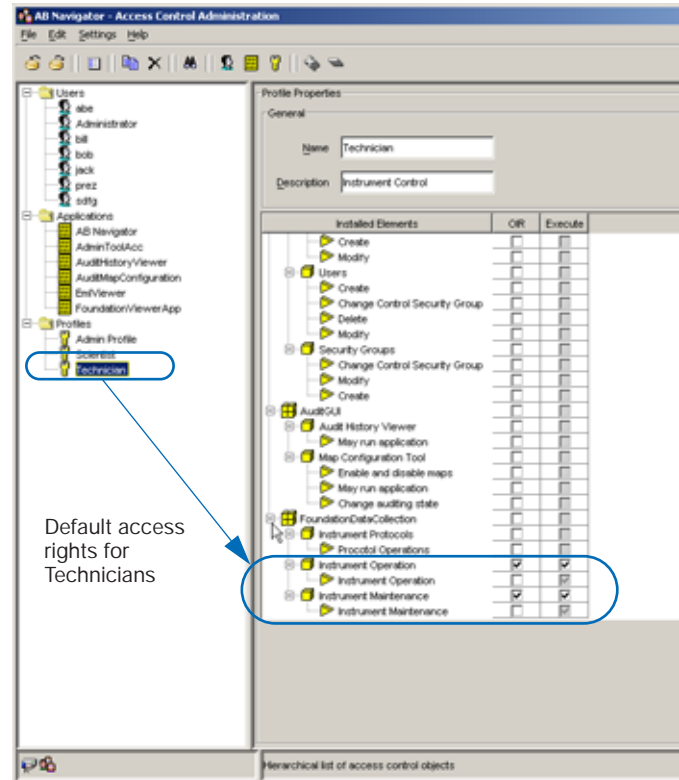 AB Navigator - Access Control Administration
File Edit Settings Help
Users
abe
Administrator
bill
bob
jack
prez
sdfg
Applications
AB Navigator
AdminToolAcc
AuditHistoryViewer
AuditMapConfiguration
EmlViewer
FoundationViewerApp
Profiles
Admin Profile
Scientist
Technician
Default access
rights for
Technicians
Profile Properties
General
Name Technician
Description Instrument Control
Installed Elements OIR Execute
Create
Modify
Users
Create
Change Control Security Group
Delete
Modify
Security Groups
Change Control Security Group
Modify
Create
AuditGUI
Audit History Viewer
May run application
Map Configuration Tool
Enable and disable maps
May run application
Change auditing state
FoundationDataCollection
Instrument Protocols
Procotol Operations
Instrument Operation
Instrument Operation
Instrument Maintenance
Instrument Maintenance
Hierarchical list of access control objects